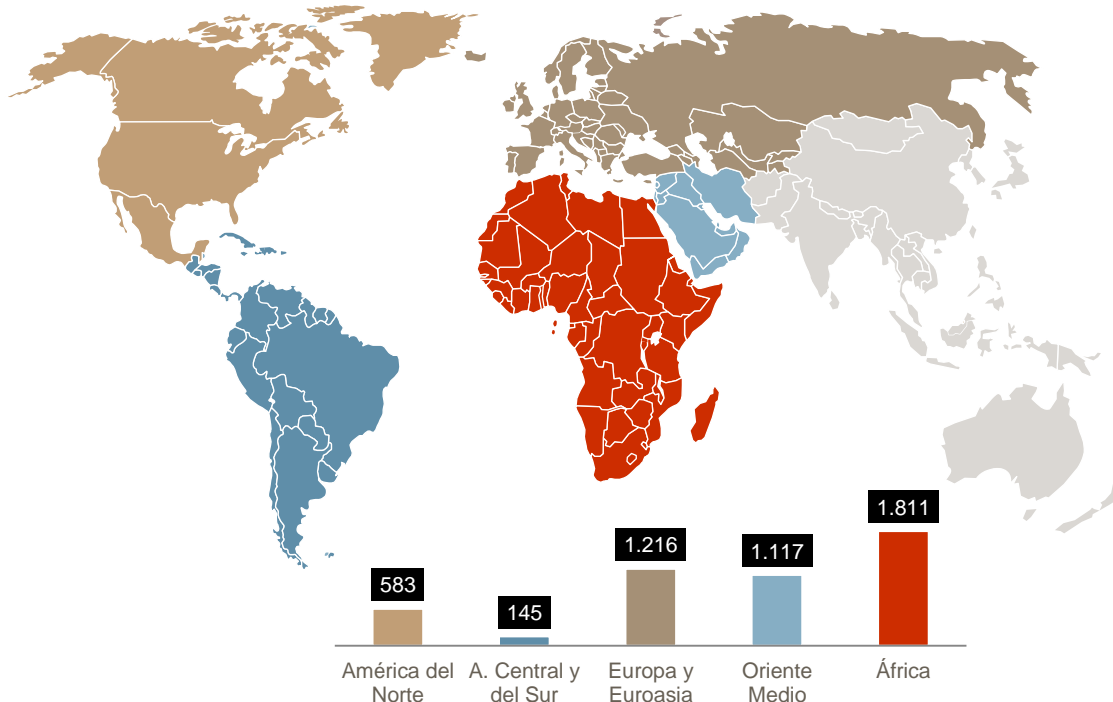 583
145
1.216
1.117
1.811
América del
Norte
A. Central y
del Sur
Europa y
Euroasia
Oriente
Medio
África